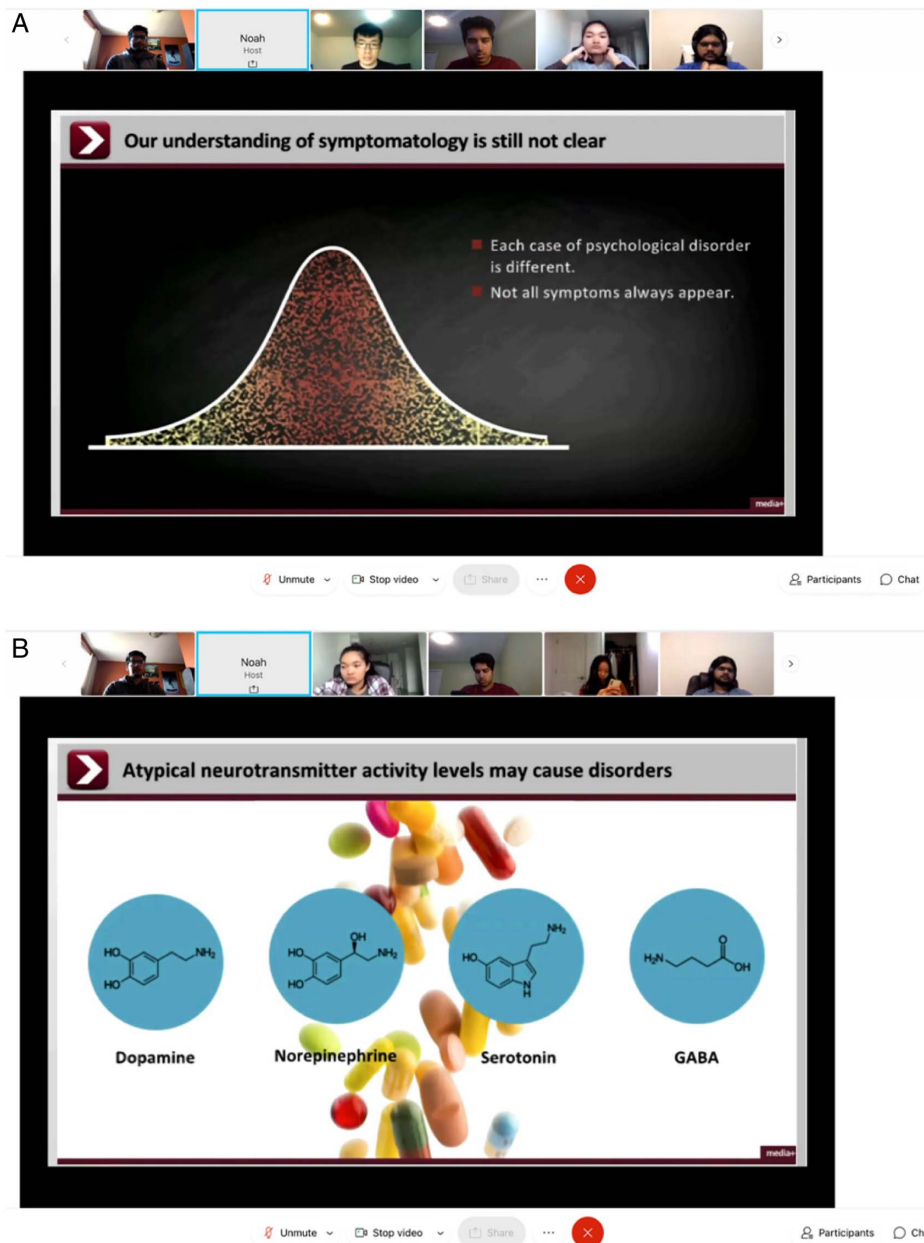 A
Noah
Host
Our understanding of symptomatology is still not clear
Each case of psychological disorder
is different.
Not all symptoms always appear.
media+
Unmute
Stop video
Share
Participants
Chat
B
Noah
Host
Atypical neurotransmitter activity levels may cause disorders
HO
HO
NH₂
OH
HO
HO
NH₂
HO
NH₂
N
H
H₂N
O
OH
Dopamine
Norepinephrine
Serotonin
GABA
media+
Unmute
Stop video
Share
Participants
Ch